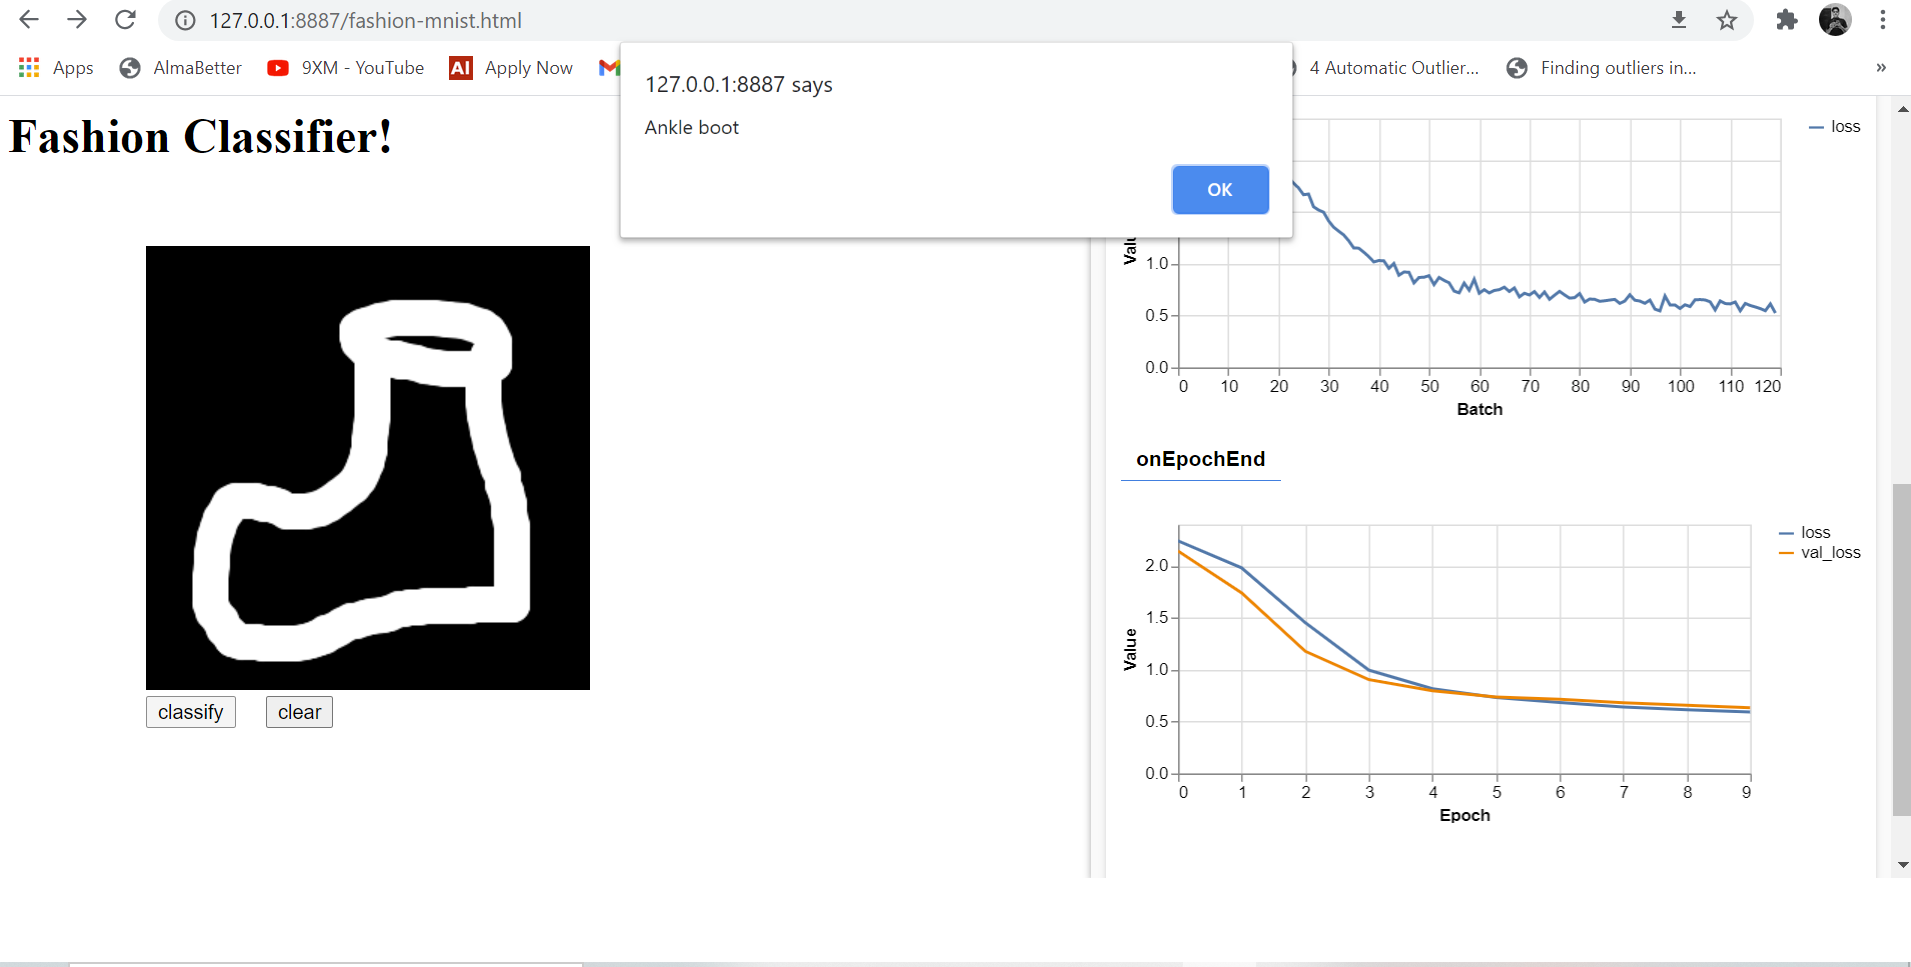 127.0.0.1:8887/fashion-mnist.html
Apps AlmaBetter 9XM - YouTube AI Apply Now 4 Automatic Outlier... Finding outliers in... »
127.0.0.1:8887 says
Ankle boot
OK
Fashion Classifier!
classify clear
loss
1.0
0.5
0.0
0 10 20 30 40 50 60 70 80 90 100 110 120
Batch
onEpochEnd
loss
val_loss
Value
2.0
1.5
1.0
0.5
0.0
0 1 2 3 4 5 6 7 8 9
Epoch